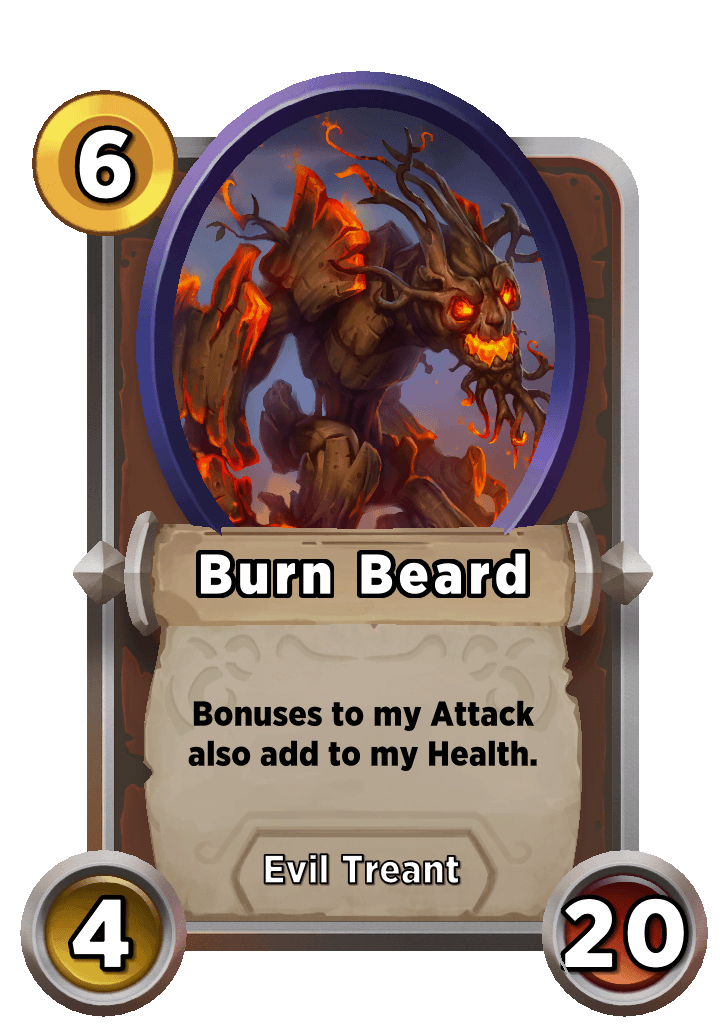 6
Burn Beard
Bonuses to my Attack
also add to my Health.
Evil Treant
4
20